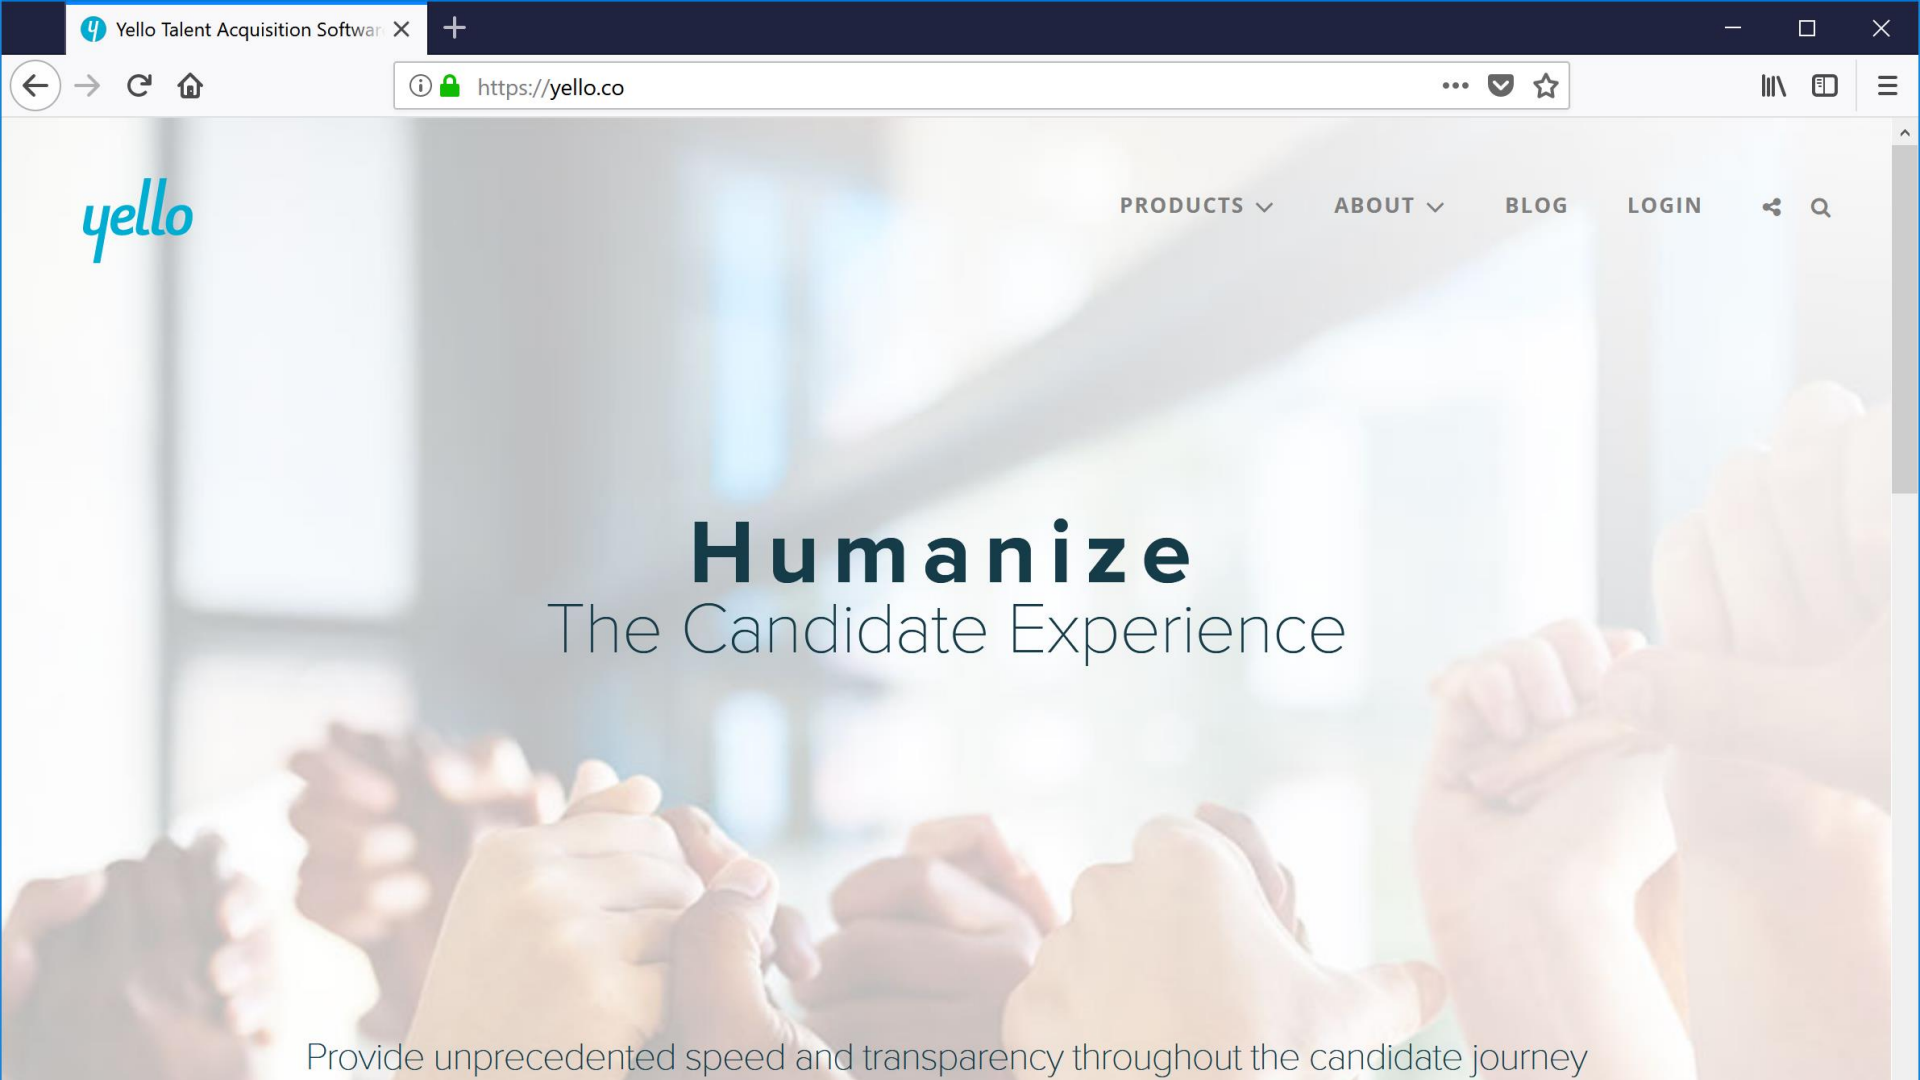 Yello Talent Acquisition Softwar
https://yello.co
yello
PRODUCTS
ABOUT
BLOG
LOGIN
Humanize
The Candidate Experience
Provide unprecedented speed and transparency throughout the candidate journey